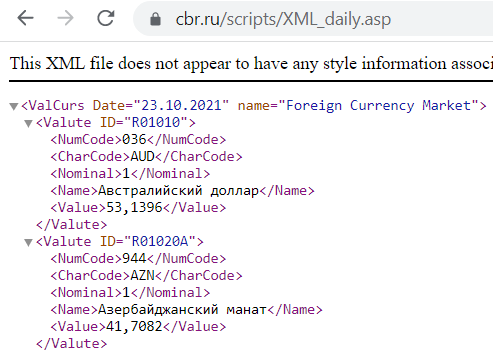 cbr.ru/scripts/XML_daily.asp
This XML file does not appear to have any style information associ
<ValCurs Date="23.10.2021" name="Foreign Currency Market">
<Valute ID="R01010">
<NumCode>036</NumCode>
<CharCode>AUD</CharCode>
<Nominal>1</Nominal>
<Name>Австралийский доллар</Name>
<Value>53,1396</Value>
</Valute>
<Valute ID="R01020A">
<NumCode>944</NumCode>
<CharCode>AZN</CharCode>
<Nominal>1</Nominal>
<Name>Азербайджанский манат</Name>
<Value>41,7082</Value>
</Valute>